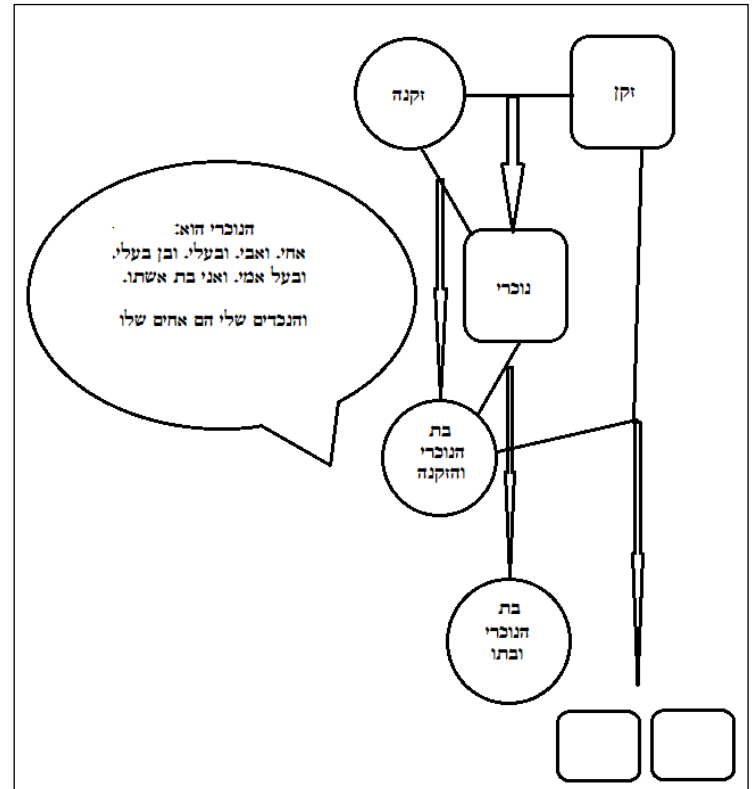 זקן
זקנה
הנוכרי הוא:
אחי. ואבי. ובעלי. ובן בעלי.
ובעל אמי. ואני בת אשתו.
והנכדים שלי הם אחים שלו
נוכרי
בת
הנוכרי
והזקנה
בת
הנוכרי
ובתו